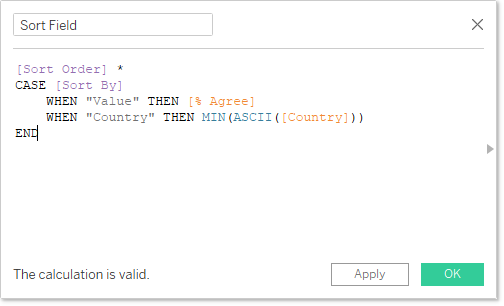 Sort Field
[Sort Order] *
CASE [Sort By]
    WHEN "Value" THEN [% Agree]
    WHEN "Country" THEN MIN(ASCII([Country]))
END
The calculation is valid.
Apply
OK